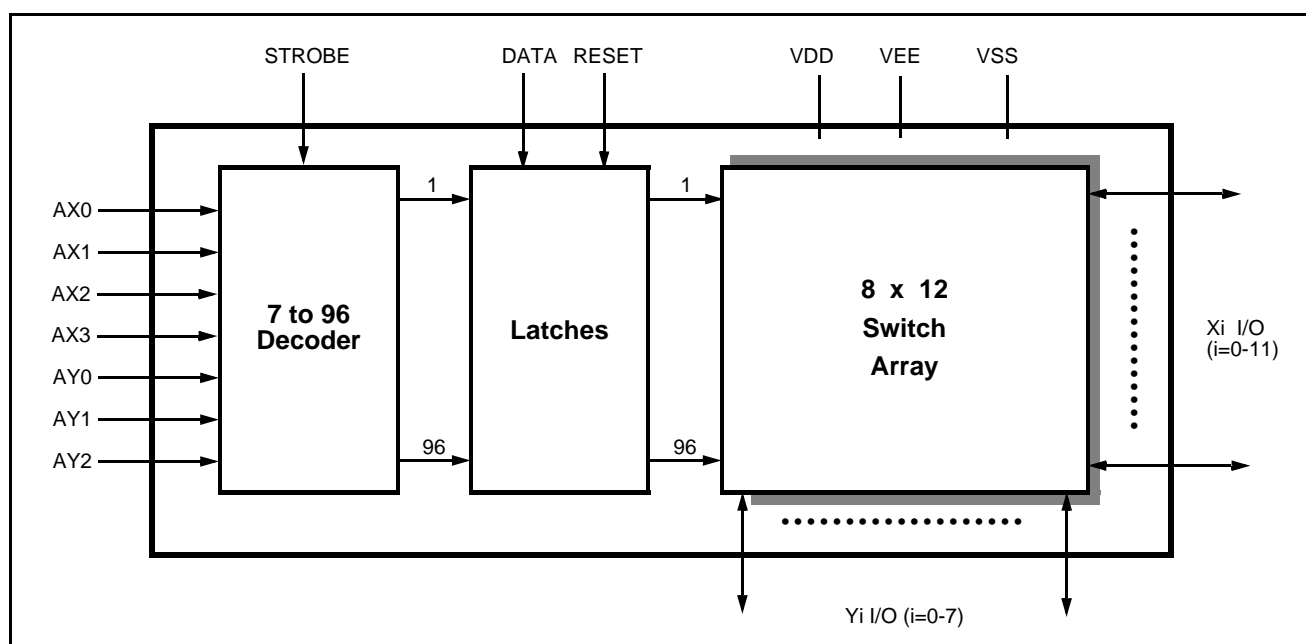 STROBE
DATA
RESET
VDD
VEE
VSS
AX0
AX1
AX2
AX3
AY0
AY1
AY2
7 to 96
Decoder
1
96
Latches
1
96
8 x 12
Switch
Array
Xi I/O
(i=0-11)
Yi I/O (i=0-7)